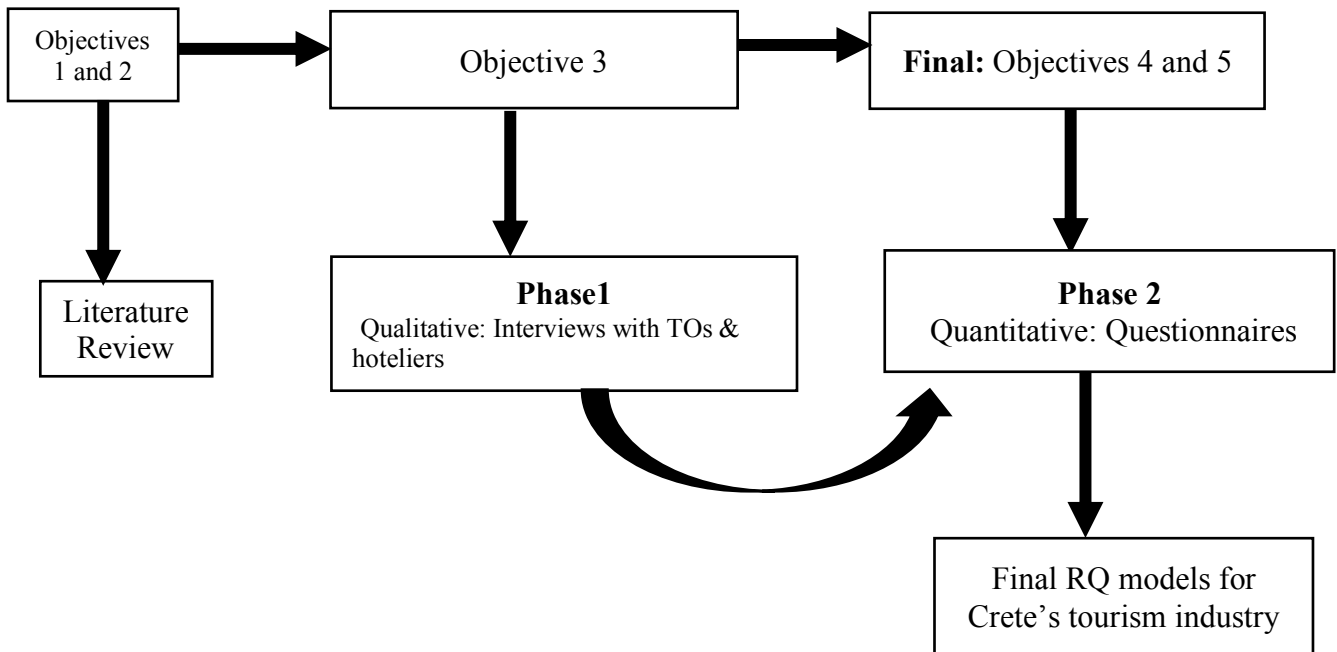 Objectives
1 and 2
Objective 3
Final: Objectives 4 and 5
Literature
Review
Phase1
Qualitative: Interviews with TOs &
hoteliers
Phase 2
Quantitative: Questionnaires
Final RQ models for
Crete’s tourism industry